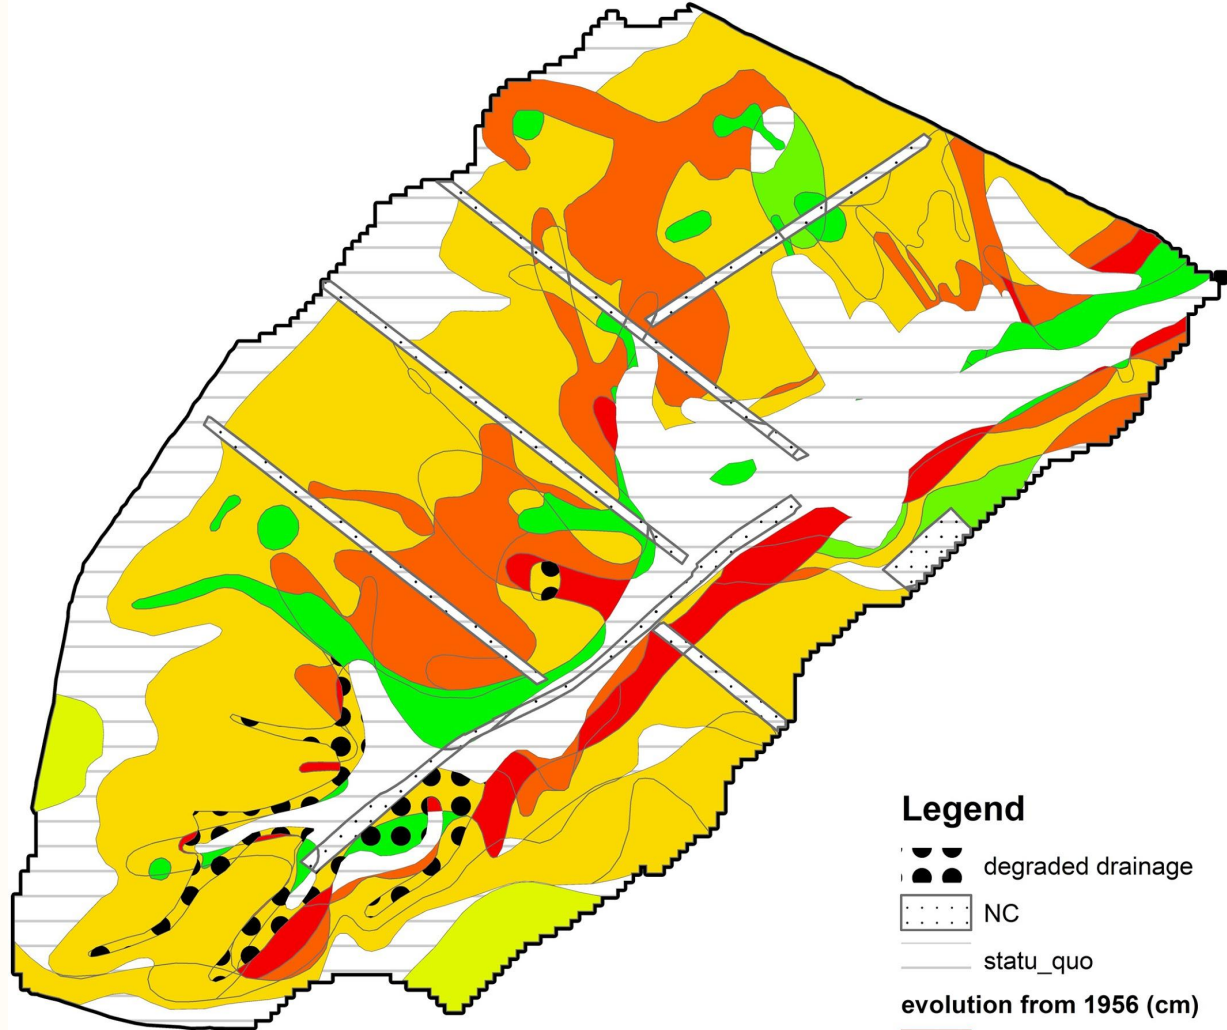 Legend
degraded drainage
NC
statu_quo
evolution from 1956 (cm)